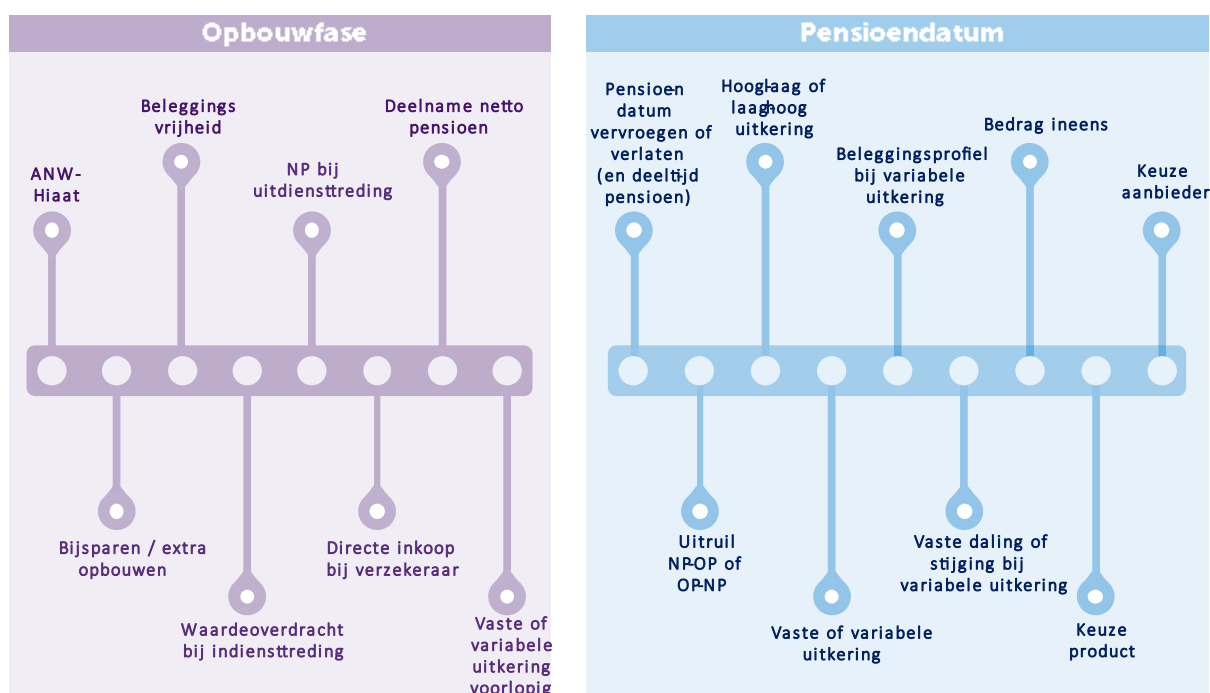 Opbouwfase
ANW-
Hiaat
Beleggings
vrijheid
NP bij
uitdiensttreding
Deelname netto
pensioen
Bijsparen / extra
opbouwen
Waardeoverdracht
bij indiensttreding
Directe inkoop
bij verzekeraar
Vaste of
variabele
uitkering
voorlopig
Pensioendatum
Pensioen
datum
vervroegen of
verlaten
(en deeltijd
pensioen)
Hoog-laag of
laag-hoog
uitkering
Beleggingsprofiel
bij variabele
uitkering
Bedrag ineens
Keuze
aanbieder
Uitruil
NP-OP of
OP-NP
Vaste of variabele
uitkering
Vaste daling of
stijging bij
variabele uitkering
Keuze
product